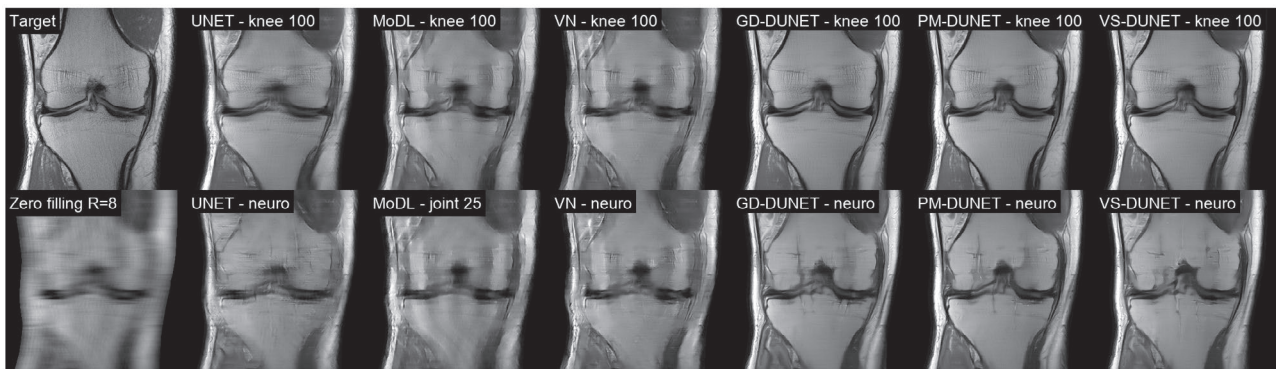 Target
UNET - knee 100
MoDL - knee 100
VN - knee 100
GD-DUNET - knee 100
PM-DUNET - knee 100
VS-DUNET - knee 100
Zero filling R=8
UNET - neuro
MoDL - joint 25
VN - neuro
GD-DUNET - neuro
PM-DUNET - neuro
VS-DUNET - neuro